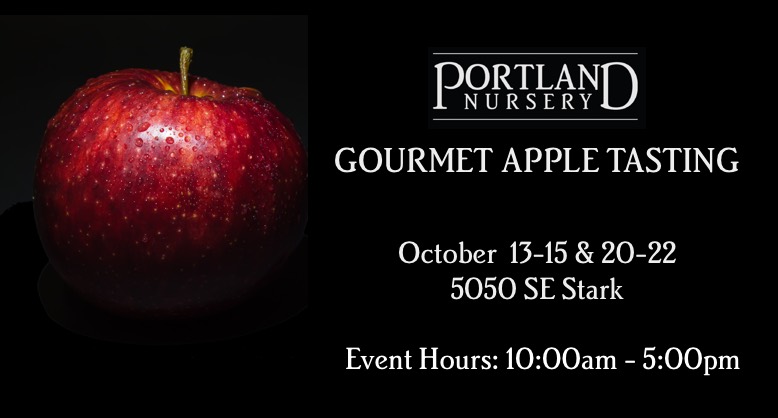 PORTLAND
NURSERY
GOURMET APPLE TASTING
October 13-15 & 20-22
5050 SE Stark
Event Hours: 10:00am - 5:00pm